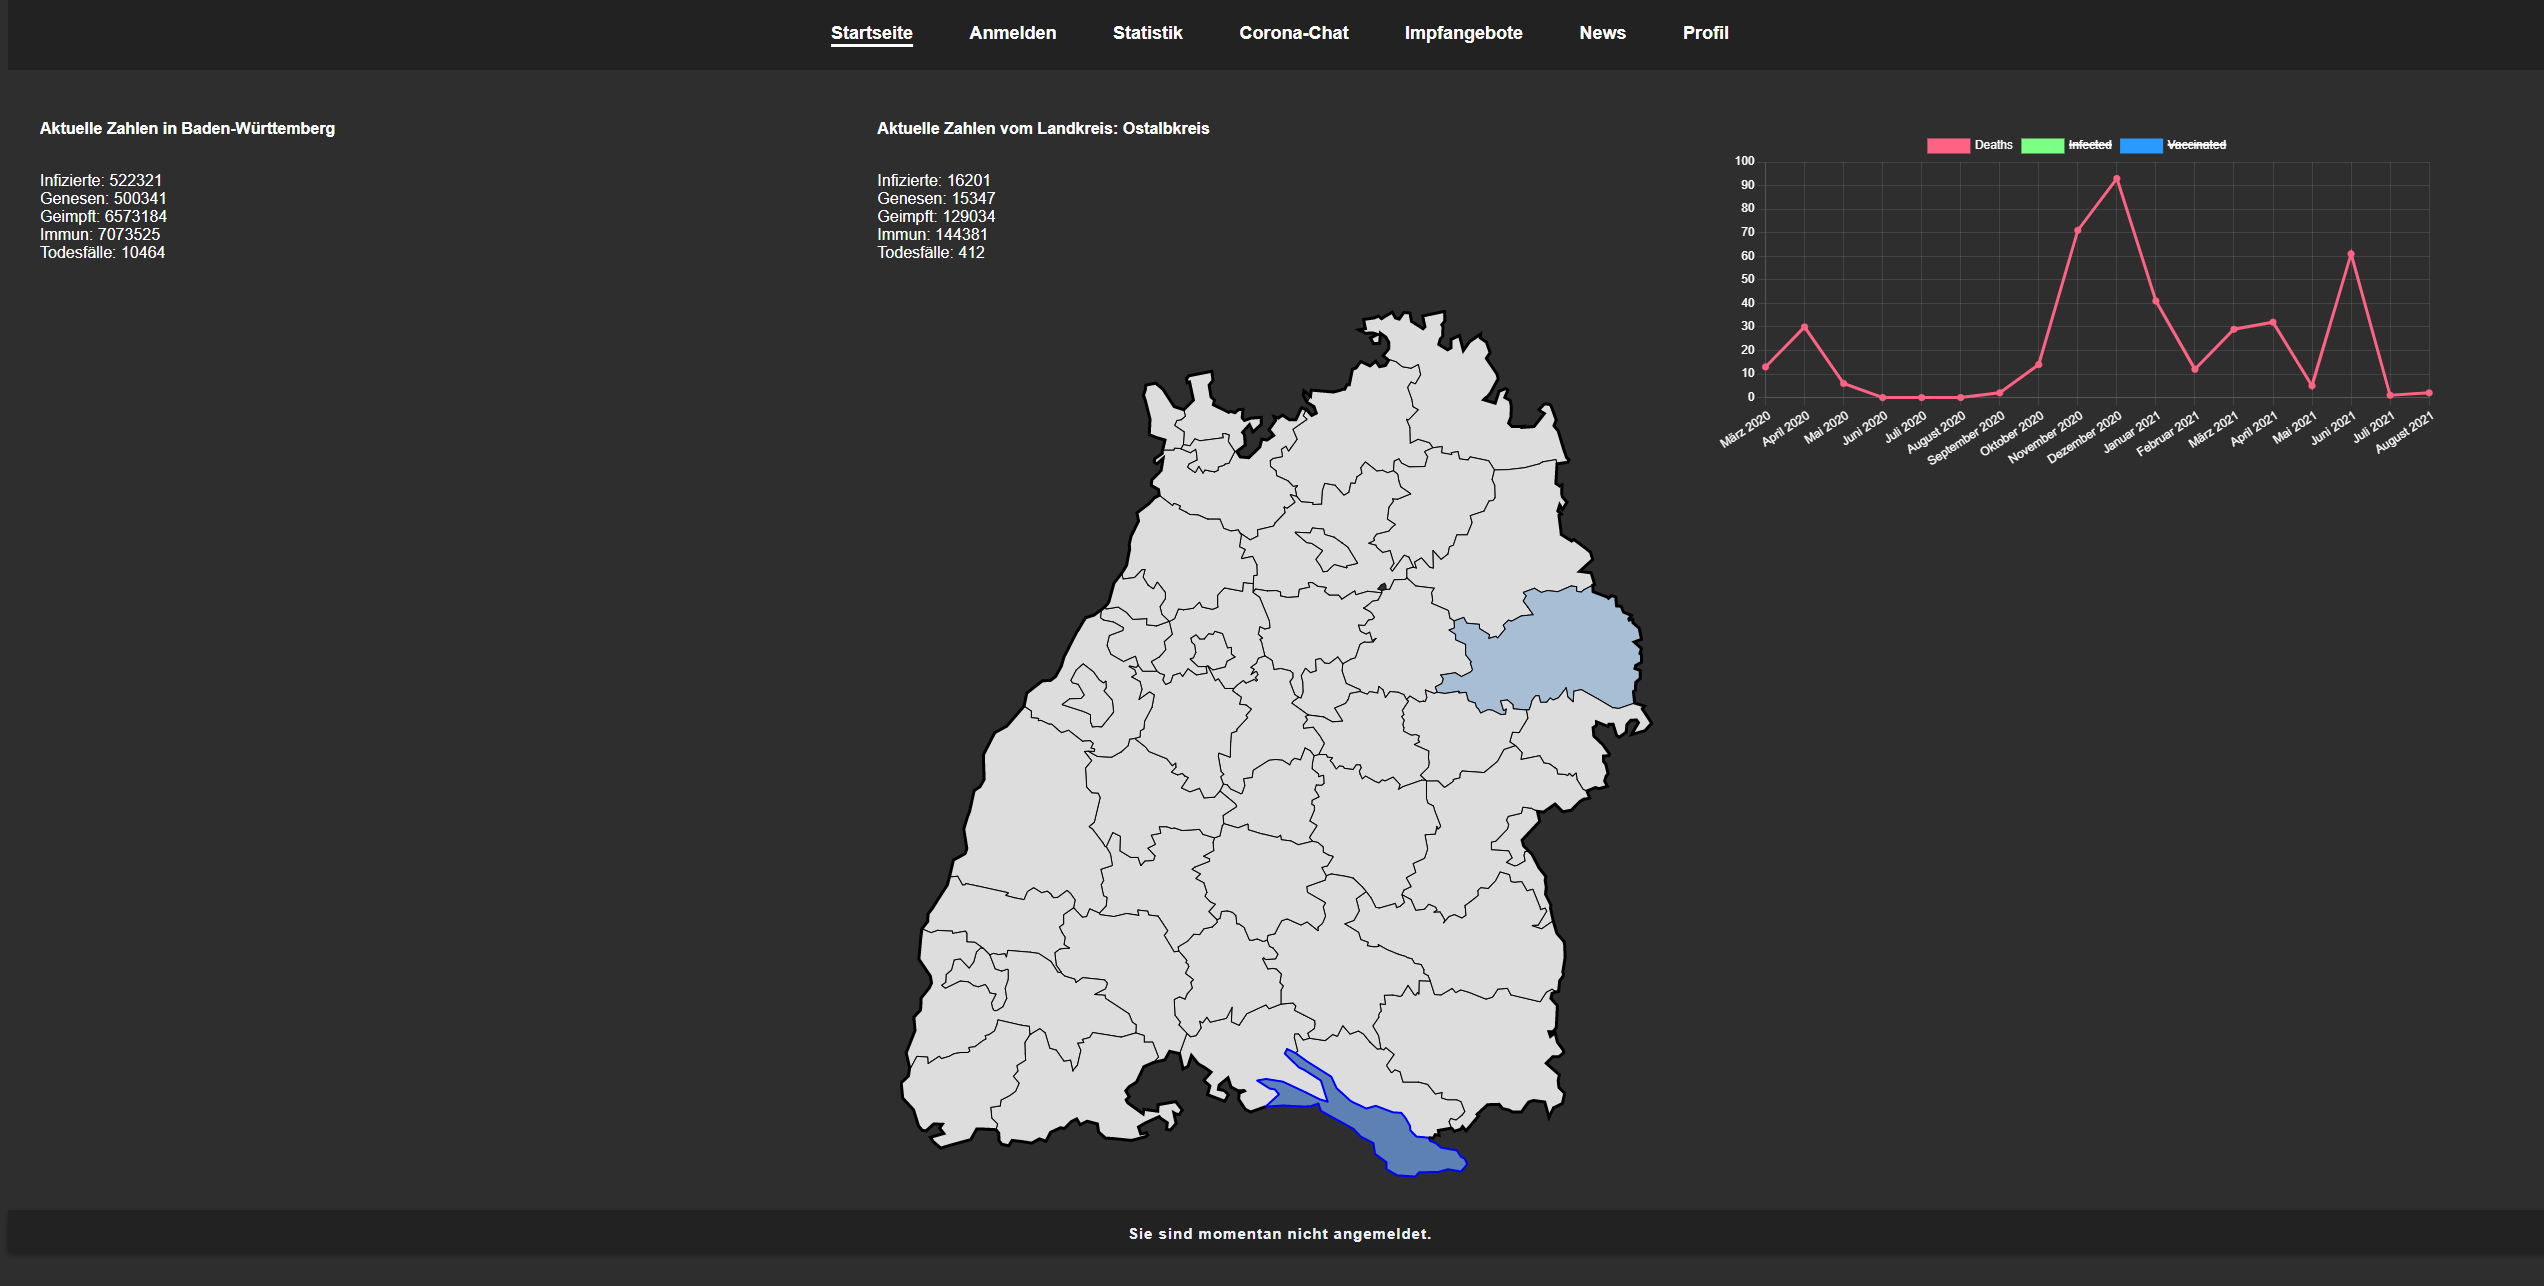 Startseite Anmelden Statistik Corona-Chat Impfangebote News Profil
Aktuelle Zahlen in Baden-Württemberg
Infizierte: 522321
Genesen: 500341
Geimpft: 6573184
Immun: 7073525
Todesfälle: 10464
Aktuelle Zahlen vom Landkreis: Ostalbkreis
Infizierte: 16201
Genesen: 15347
Geimpft: 129034
Immun: 144381
Todesfälle: 412
Deaths Infected Vaccinated
100
90
80
70
60
50
40
30
20
10
0
März 2020 April 2020 Mai 2020 Juni 2020 Juli 2020 August 2020 September 2020 Oktober 2020 November 2020 Dezember 2020 Januar 2021 Februar 2021 März 2021 April 2021 Mai 2021 Juni 2021 Juli 2021 August 2021
Sie sind momentan nicht angemeldet.